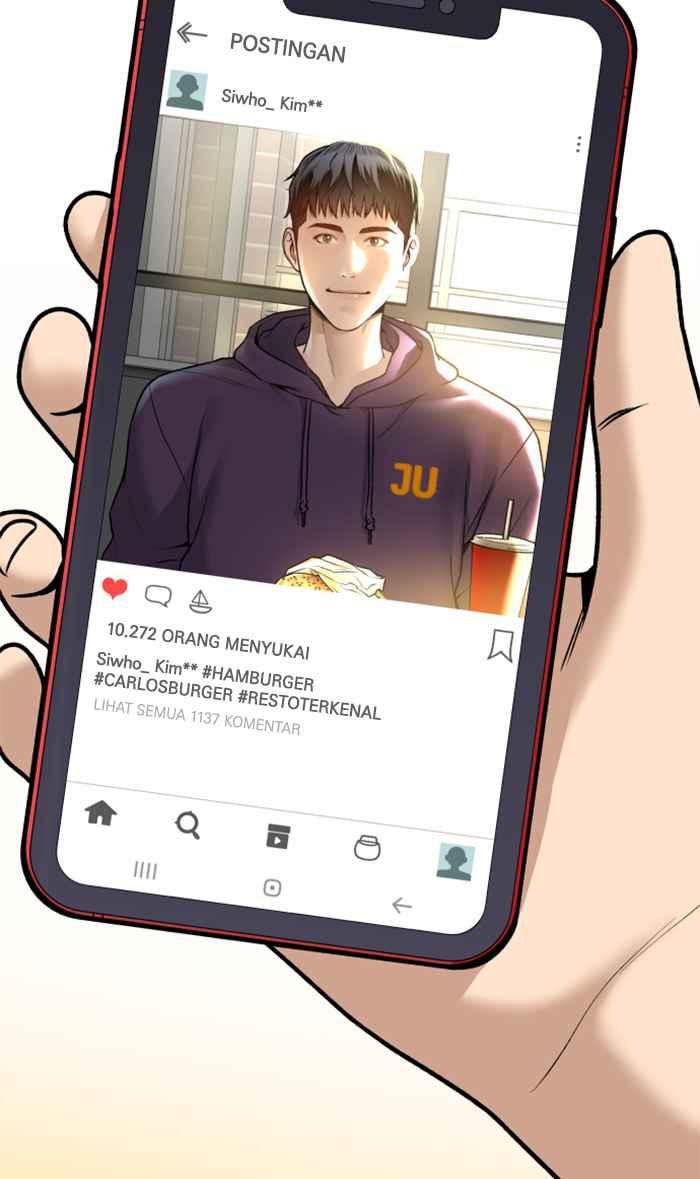 POSTINGAN
Siwho_ Kim**
JU
10.272 ORANG MENYUKAI
Siwho_ Kim** #HAMBURGER
#CARLOSBURGER #RESTOTERKENAL
LIHAT SEMUA 1137 KOMENTAR